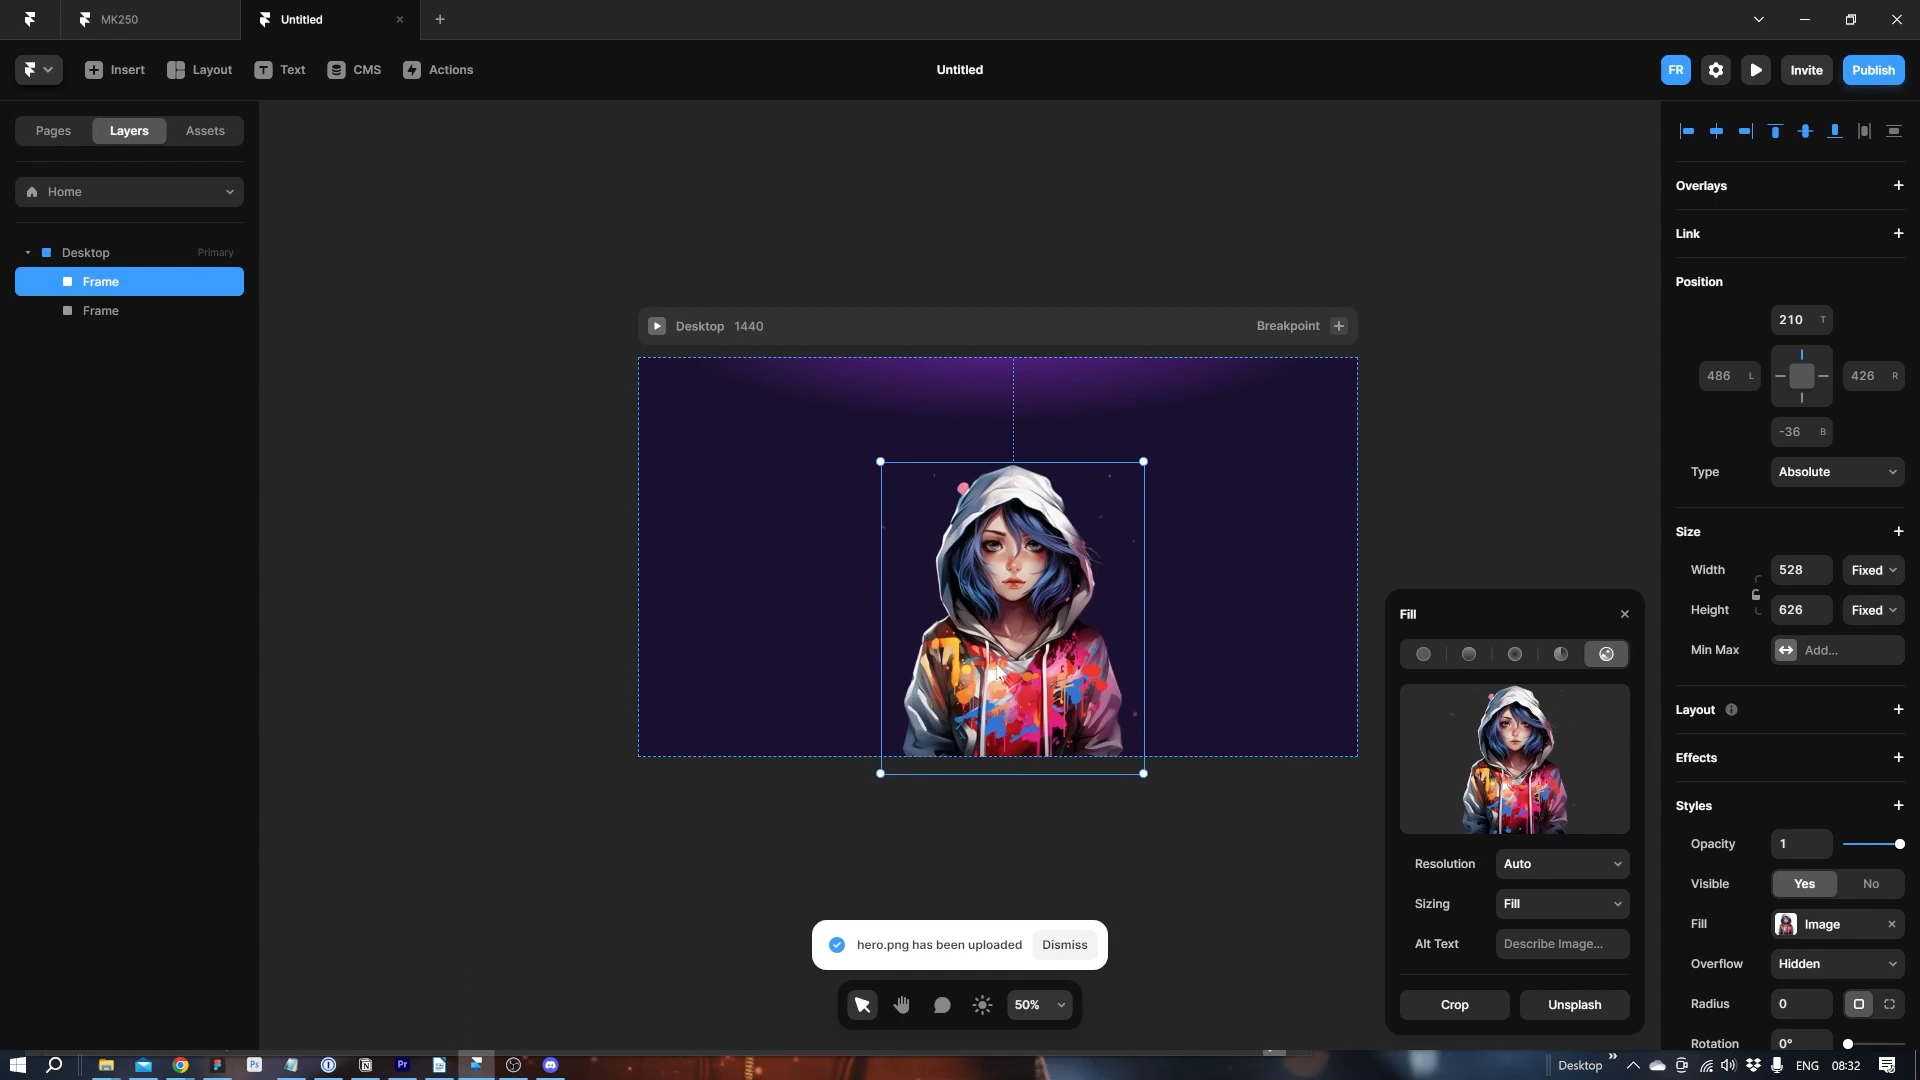 MK250
Untitled
Insert
Layout
Text
CMS
Actions
Untitled
FR
Invite
Publish
Pages
Layers
Assets
Home
Desktop
Primary
Frame
Frame
Desktop 1440
Breakpoint
Overlays
Link
Position
210 T
486 L
426 R
-36 B
Type
Absolute
Size
Width
528
Fixed
Height
626
Fixed
Min Max
Add...
Layout
Effects
Styles
Opacity
1
Visible
Yes
No
Fill
Image
Overflow
Hidden
Radius
0
Rotation
0°
Fill
Resolution
Auto
Sizing
Fill
Alt Text
Describe Image...
Crop
Unsplash
hero.png has been uploaded
Dismiss
50%
Ps
Pr
Desktop
ENG
08:32